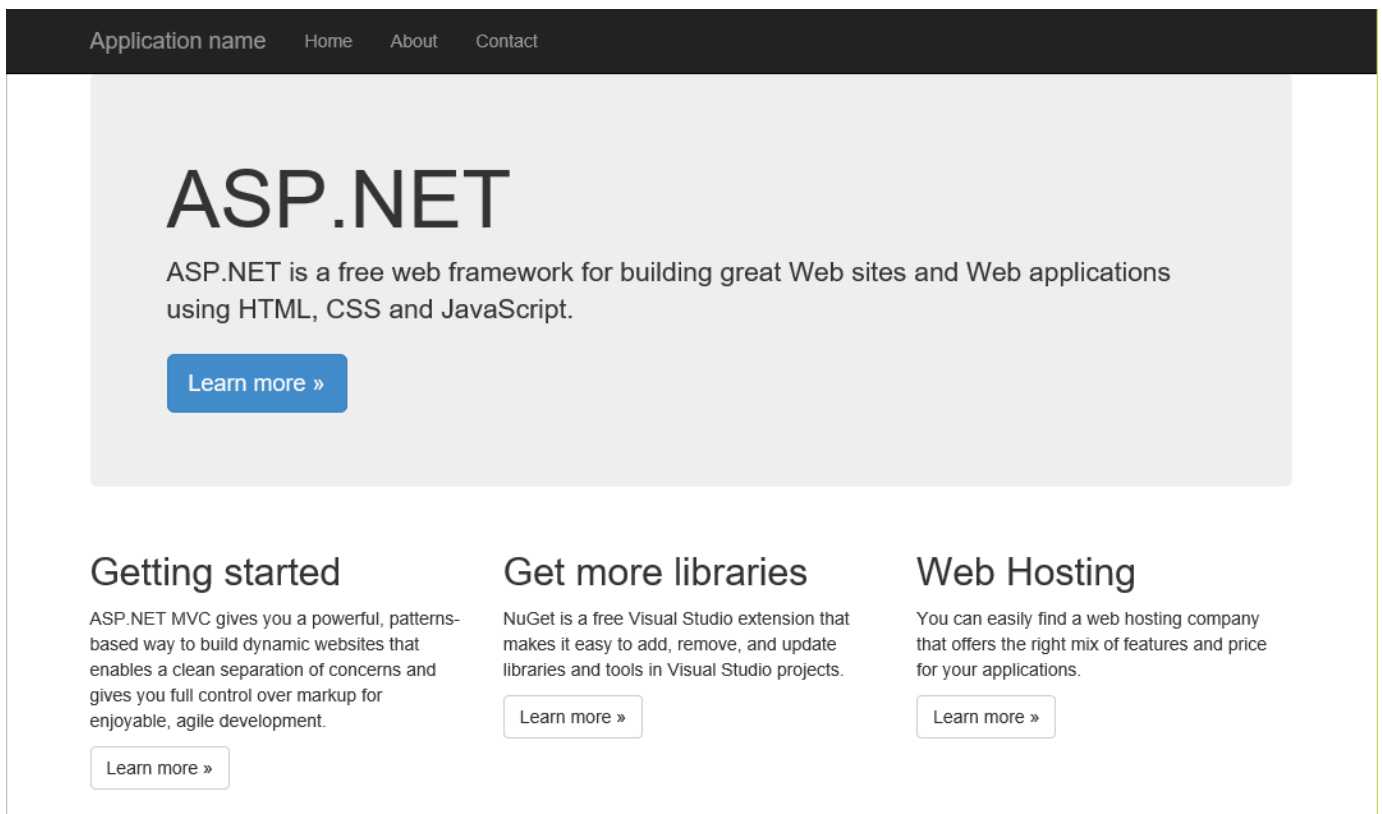 Application name Home About Contact
ASP.NET
ASP.NET is a free web framework for building great Web sites and Web applications
using HTML, CSS and JavaScript.
Learn more »
Getting started
ASP.NET MVC gives you a powerful, patterns-
based way to build dynamic websites that
enables a clean separation of concerns and
gives you full control over markup for
enjoyable, agile development.
Learn more »
Get more libraries
NuGet is a free Visual Studio extension that
makes it easy to add, remove, and update
libraries and tools in Visual Studio projects.
Learn more »
Web Hosting
You can easily find a web hosting company
that offers the right mix of features and price
for your applications.
Learn more »